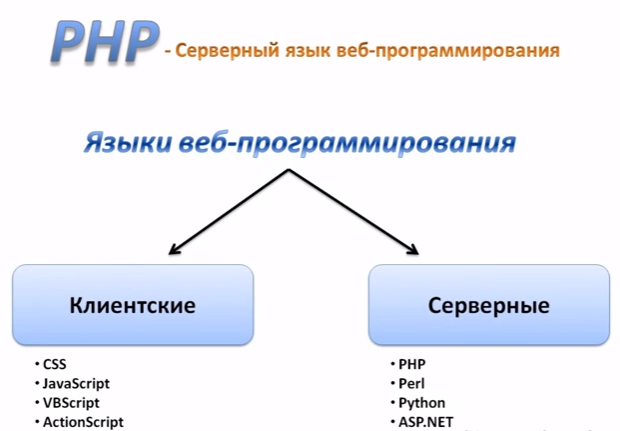 PHP - Серверный язык веб-программирования
Языки веб-программирования
Клиентские
Серверные
• CSS
• JavaScript
• VBScript
• ActionScript
• PHP
• Perl
• Python
• ASP.NET